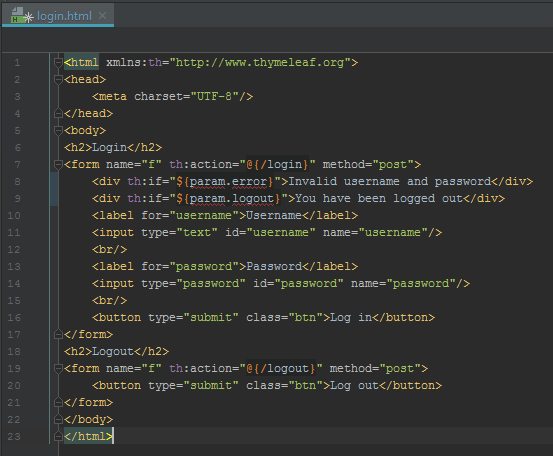 login.html
1 <html xmlns:th="http://www.thymeleaf.org">
2 <head>
3     <meta charset="UTF-8"/>
4 </head>
5 <body>
6 <h2>Login</h2>
7 <form name="f" th:action="@{/login}" method="post">
8     <div th:if="${param.error}">Invalid username and password</div>
9     <div th:if="${param.logout}">You have been logged out</div>
10     <label for="username">Username</label>
11     <input type="text" id="username" name="username"/>
12     <br/>
13     <label for="password">Password</label>
14     <input type="password" id="password" name="password"/>
15     <br/>
16     <button type="submit" class="btn">Log in</button>
17 </form>
18 <h2>Logout</h2>
19 <form name="f" th:action="@{/logout}" method="post">
20     <button type="submit" class="btn">Log out</button>
21 </form>
22 </body>
23 </html>